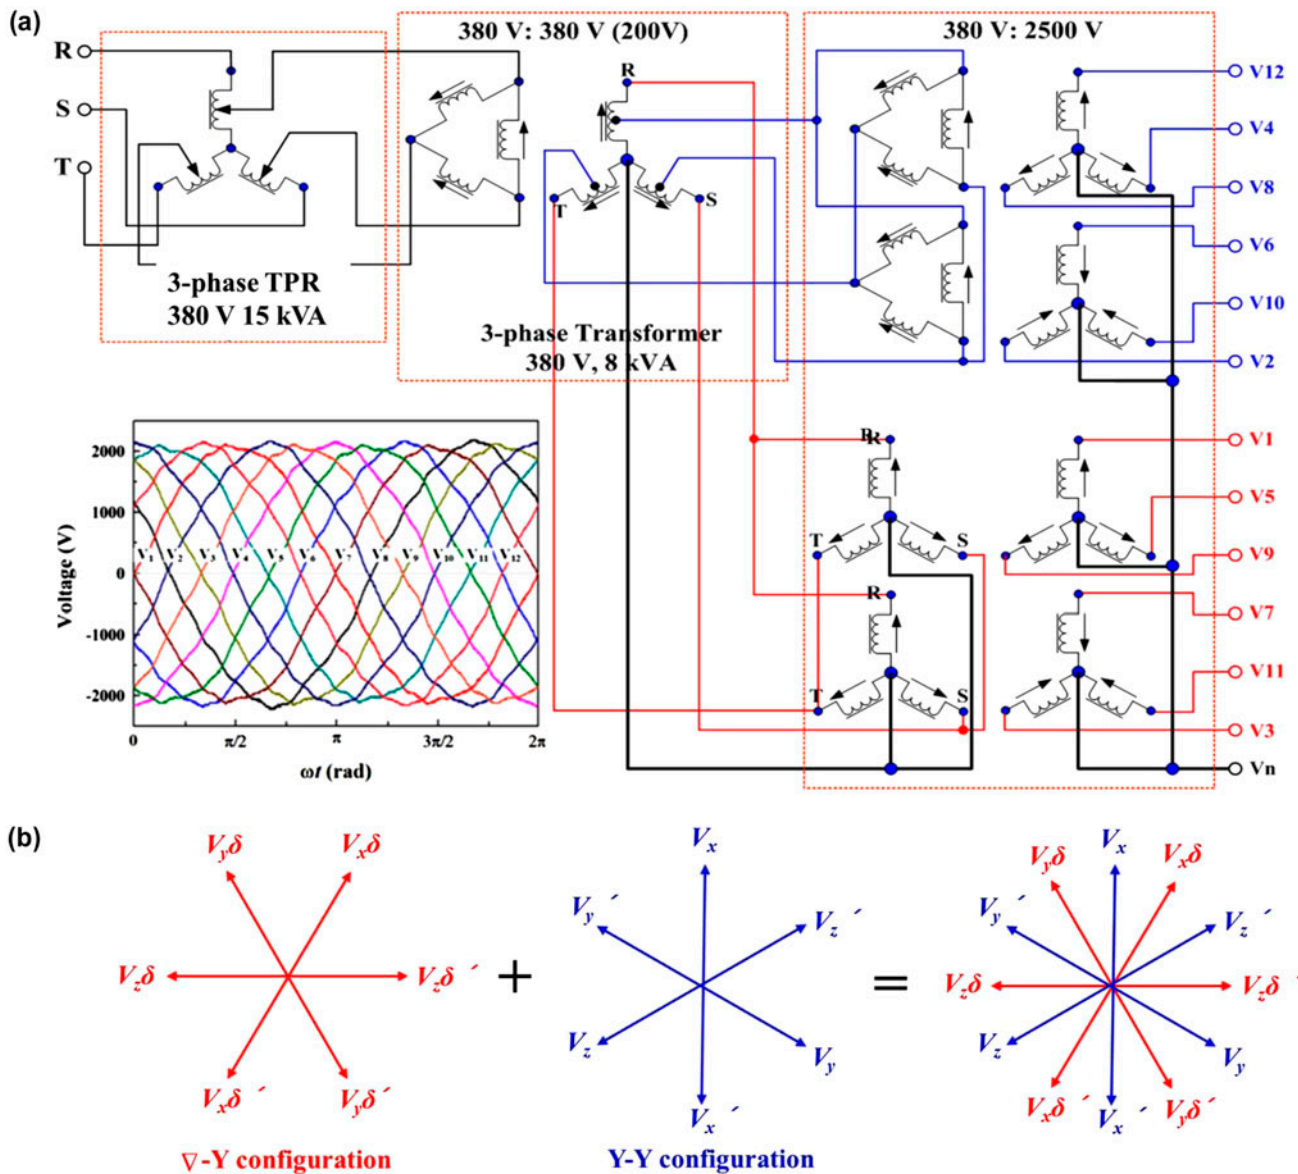 (a)
R
S
T
3-phase TPR
380 V 15 kVA
380 V: 380 V (200V)
R
T
S
3-phase Transformer
380 V, 8 kVA
380 V: 2500 V
V12
V4
V8
V6
V10
V2
R
T
S
V1
V5
V9
R
T
S
V7
V11
V3
Vn
Voltage (V)
2000
1000
0
-1000
-2000
V1
V2
V3
V4
V5
V6
V7
V8
V9
V10
V11
V12
0
π/2
π
3π/2
2π
ωt (rad)
(b)
Vyδ
Vxδ
Vzδ
Vzδ´
Vxδ´
Vyδ´
∇-Y configuration
+
Vx
Vy´
Vz´
Vz
Vy
Vx´
Y-Y configuration
=
Vyδ
Vx
Vxδ
Vy´
Vz´
Vzδ
Vzδ´
Vz
Vy
Vxδ´
Vx´
Vyδ´